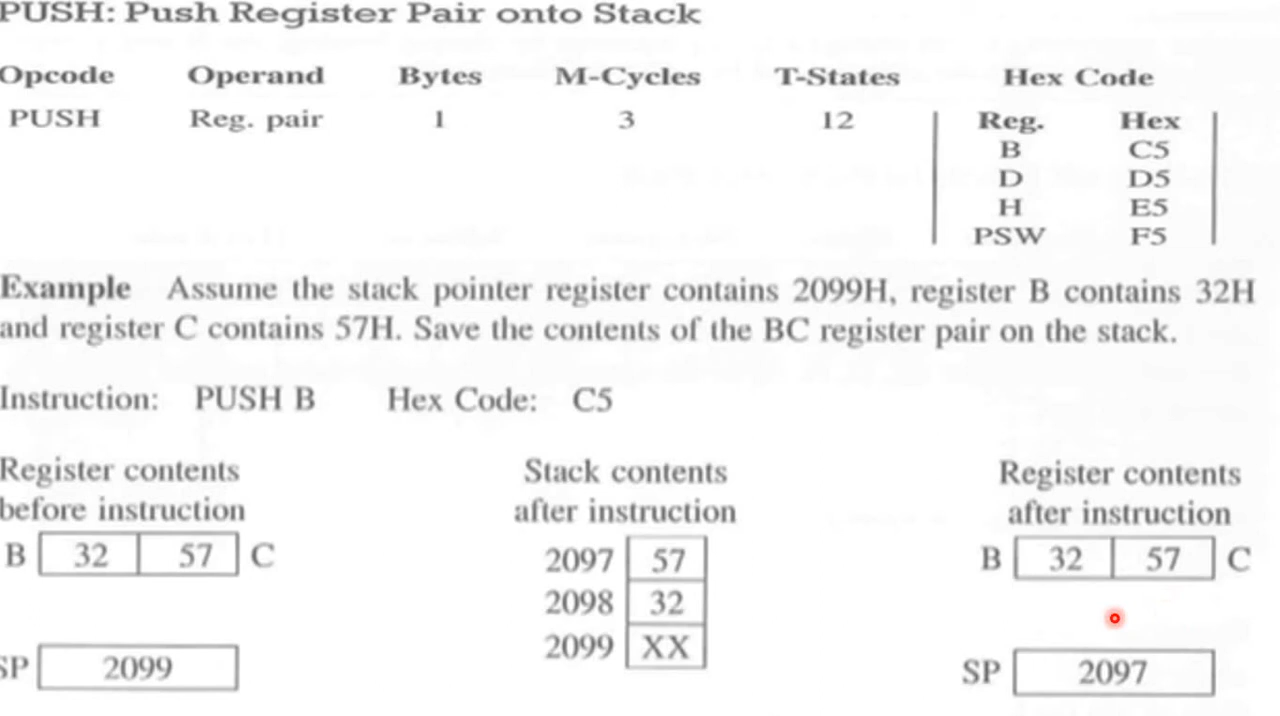 PUSH: Push Register Pair onto Stack
Opcode Operand Bytes M-Cycles T-States Hex Code
PUSH Reg. pair 1 3 12 Reg. Hex
B C5
D D5
H E5
PSW F5
Example Assume the stack pointer register contains 2099H, register B contains 32H
and register C contains 57H. Save the contents of the BC register pair on the stack.
Instruction: PUSH B Hex Code: C5
Register contents
before instruction
B 32 57 C
SP 2099
Stack contents
after instruction
2097 57
2098 32
2099 XX
Register contents
after instruction
B 32 57 C
SP 2097